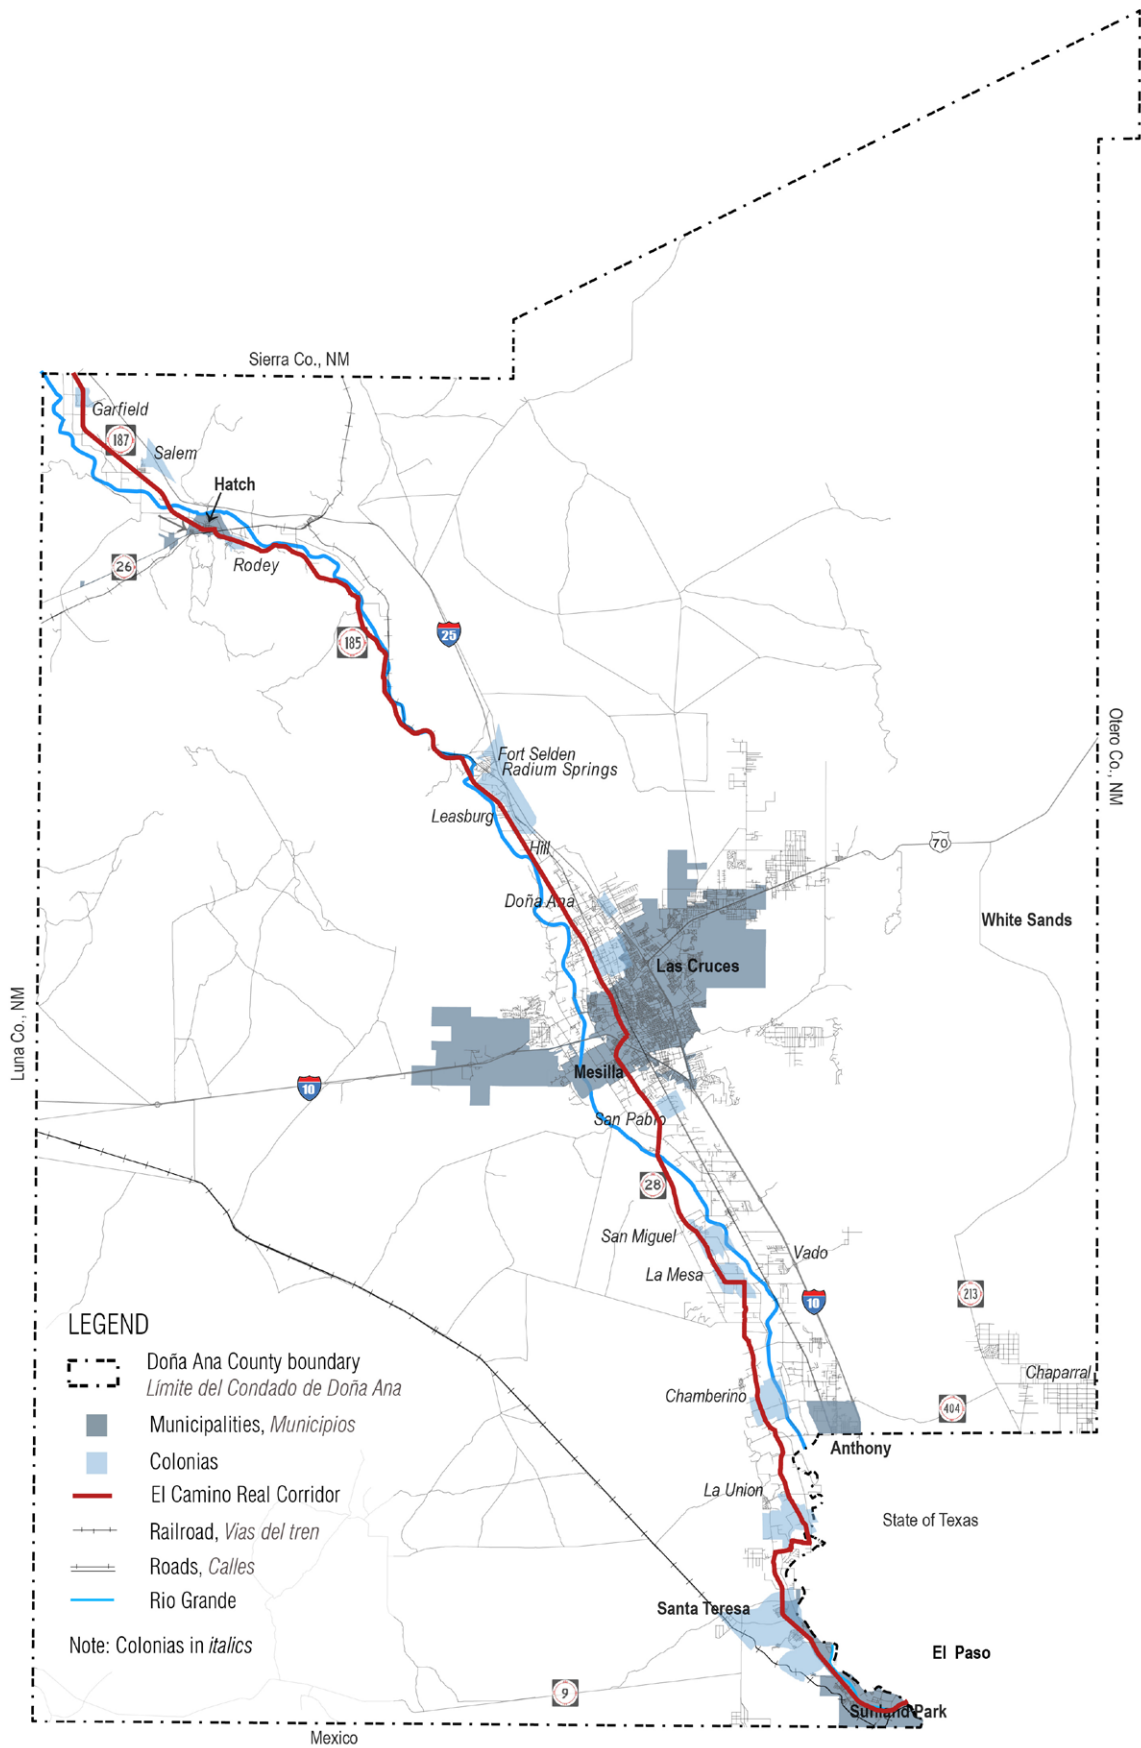 Sierra Co., NM
Garfield
187
Salem
Hatch
26
Rodey
185
25
Fort Selden
Radium Springs
Leasburg
Hill
Doña Ana
70
Otero Co., NM
White Sands
Las Cruces
Luna Co., NM
10
Mesilla
San Pablo
28
San Miguel
La Mesa
Vado
10
213
Chaparral
Chamberino
404
Anthony
La Union
State of Texas
Santa Teresa
El Paso
9
Sunland Park
Mexico
LEGEND
Doña Ana County boundary
Límite del Condado de Doña Ana
Municipalities, Municipios
Colonias
El Camino Real Corridor
Railroad, Vías del tren
Roads, Calles
Rio Grande
Note: Colonias in italics